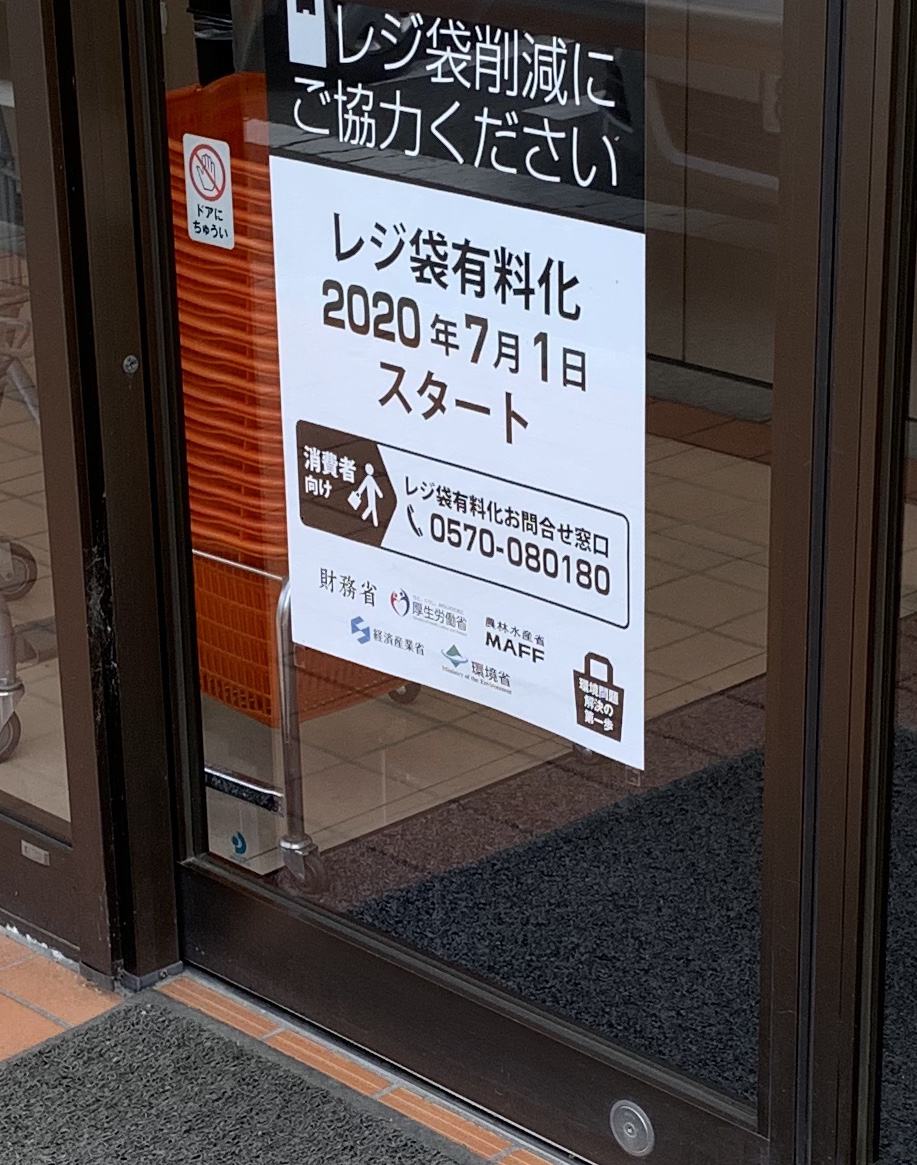 レジ袋削減に
ご協力ください
ドアに
ちゅうい
レジ袋有料化
2020年7月1日
スタート
消費者
向け
レジ袋有料化お問合せ窓口
0570-080180
財務省
厚生労働省
農林水産省
MAFF
経済産業省
環境省
Ministry of the Environment
環境問題
解決の
第一歩